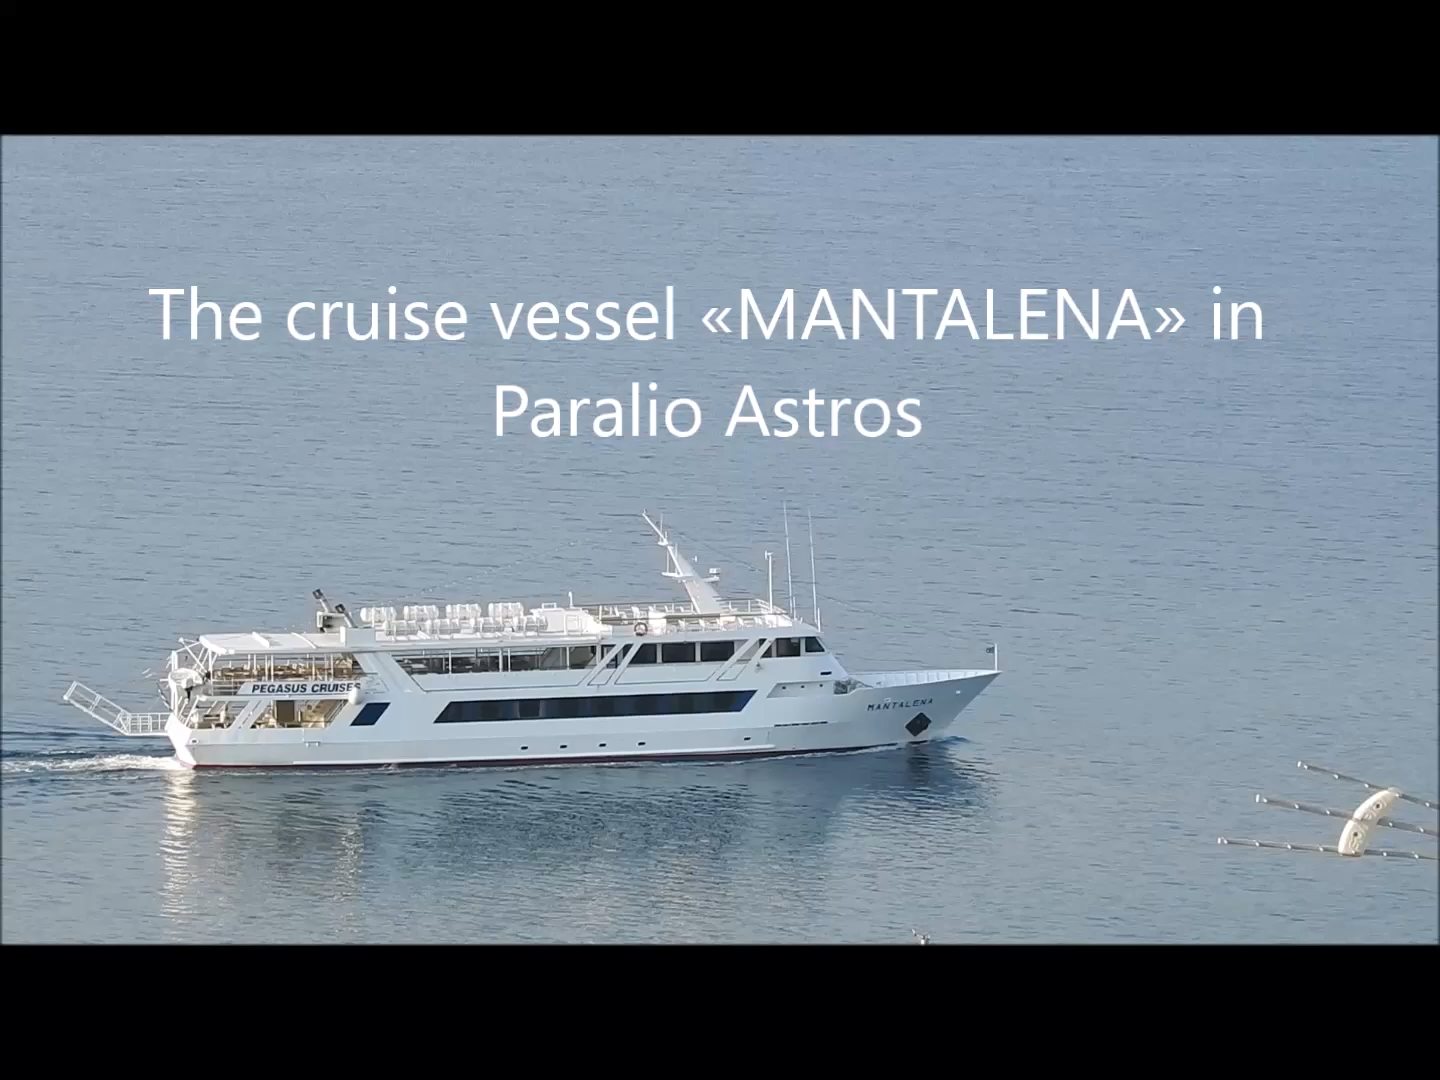 The cruise vessel «MANTALENA» in
Paralio Astros
PEGASUS CRUISES
MANTALENA